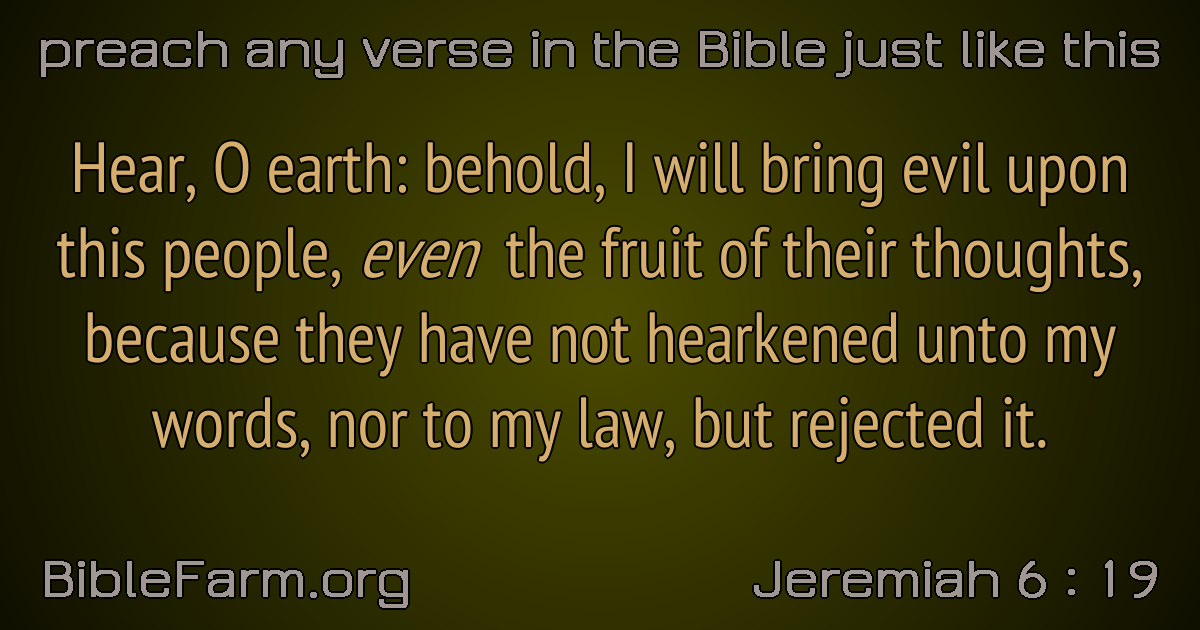 preach any verse in the Bible just like this
Hear, O earth: behold, I will bring evil upon
this people, even the fruit of their thoughts,
because they have not hearkened unto my
words, nor to my law, but rejected it.
BibleFarm.org
Jeremiah 6 : 19